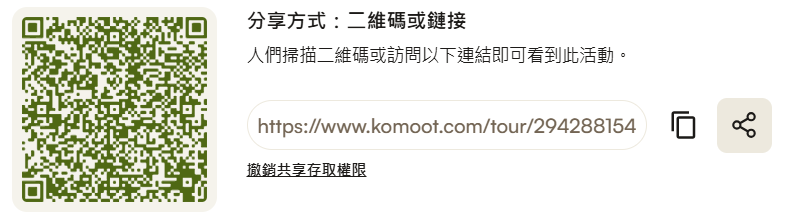 分享方式：二維碼或鏈接
人們掃描二維碼或訪問以下連結即可看到此活動。
https://www.komoot.com/tour/294288154
撤銷共享存取權限